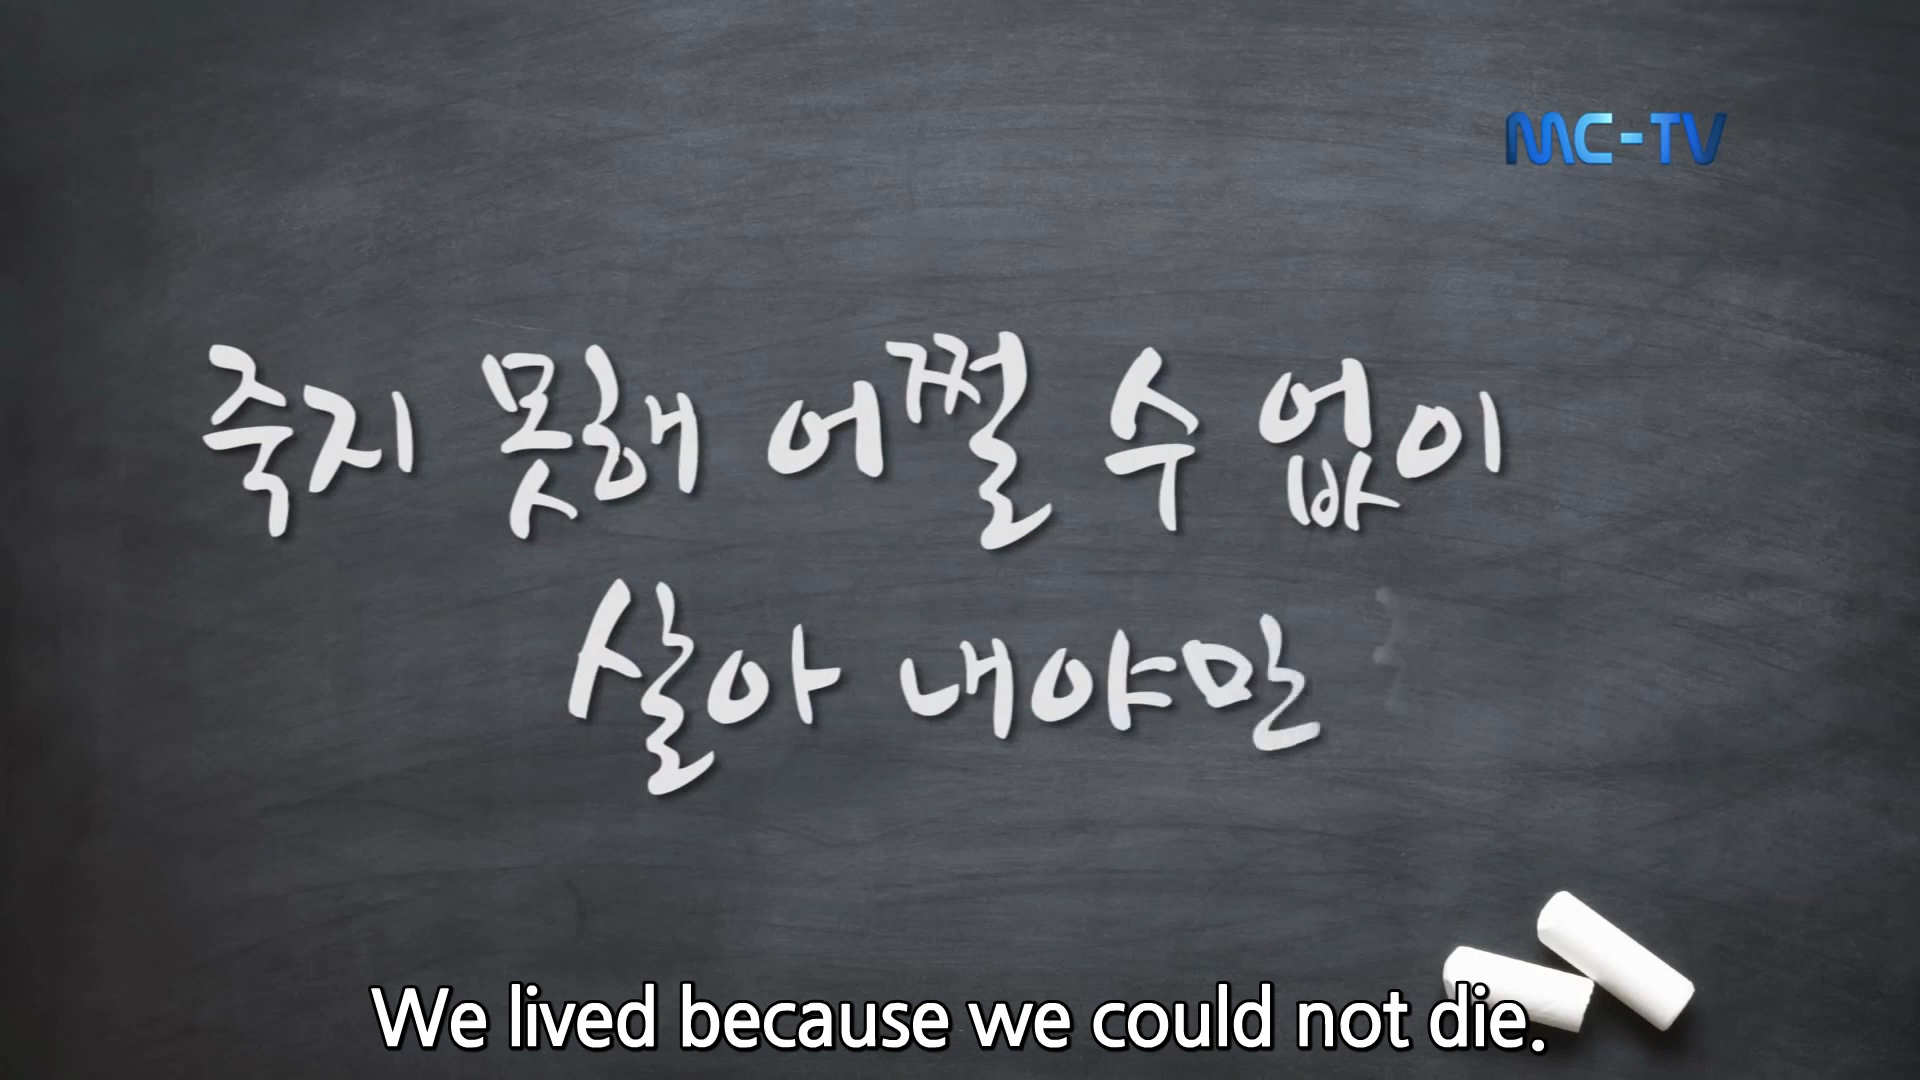 MC-TV
죽지 못해 어쩔 수 없이
살아 내야만
We lived because we could not die.